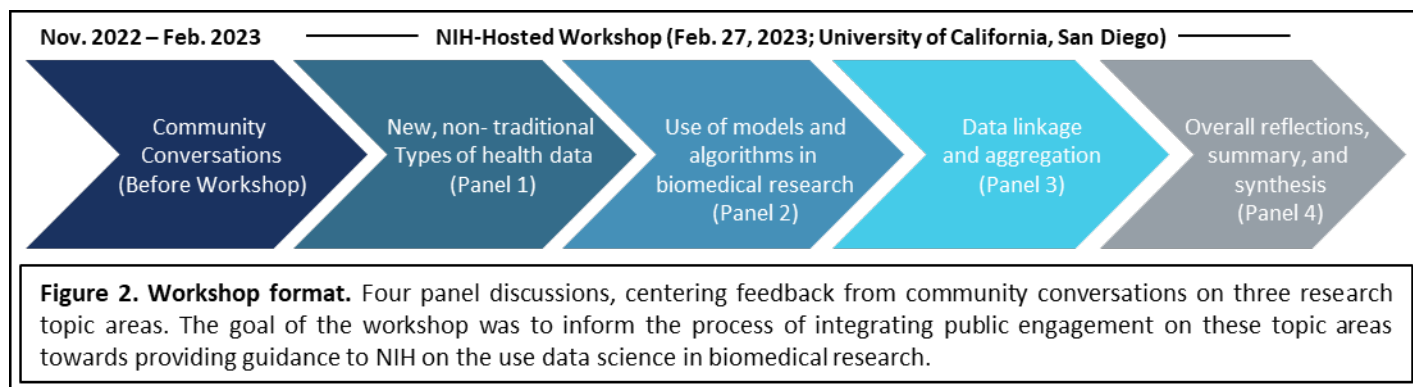 Nov. 2022 – Feb. 2023
NIH-Hosted Workshop (Feb. 27, 2023; University of California, San Diego)
Community
Conversations
(Before Workshop)
New, non- traditional
Types of health data
(Panel 1)
Use of models and
algorithms in
biomedical research
(Panel 2)
Data linkage
and aggregation
(Panel 3)
Overall reflections,
summary, and
synthesis
(Panel 4)
Figure 2. Workshop format. Four panel discussions, centering feedback from community conversations on three research
topic areas. The goal of the workshop was to inform the process of integrating public engagement on these topic areas
towards providing guidance to NIH on the use data science in biomedical research.